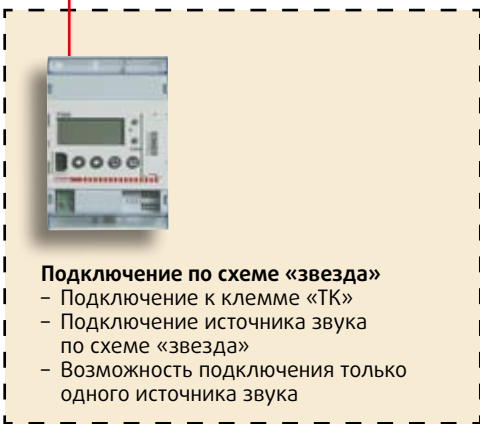 Подключение по схеме «звезда»
– Подключение к клемме «ТК»
– Подключение источника звука
по схеме «звезда»
– Возможность подключения только
одного источника звука